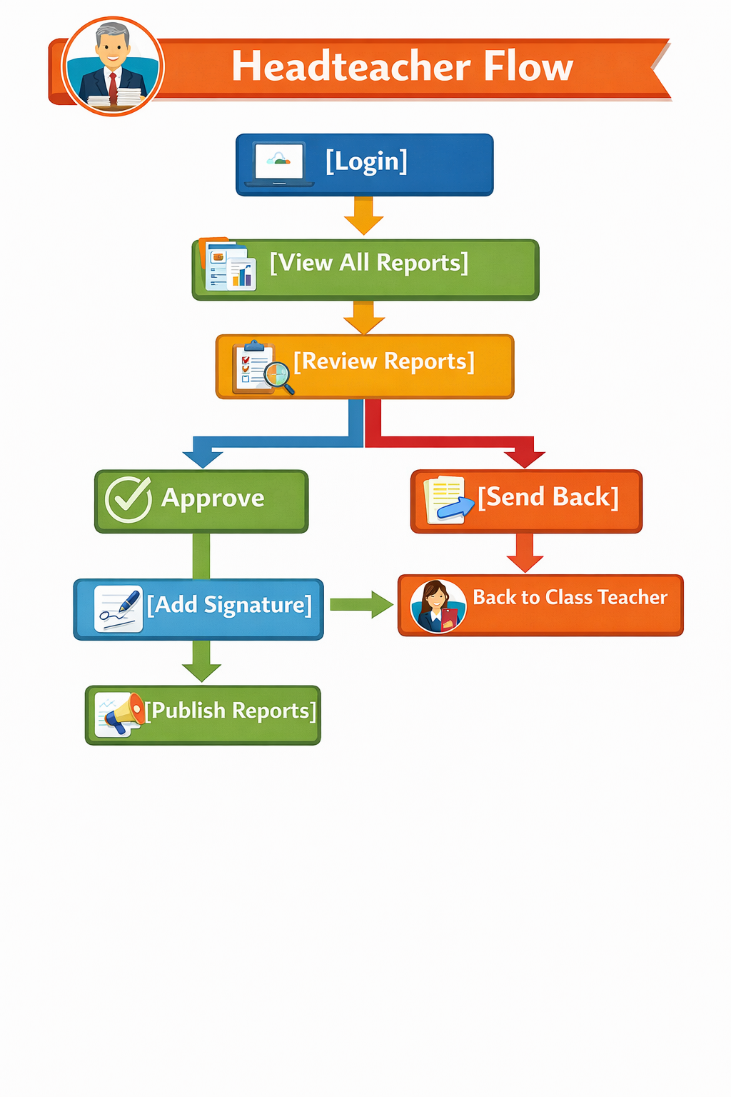 Headteacher Flow
[Login]
[View All Reports]
[Review Reports]
Approve
[Send Back]
[Add Signature]
Back to Class Teacher
[Publish Reports]